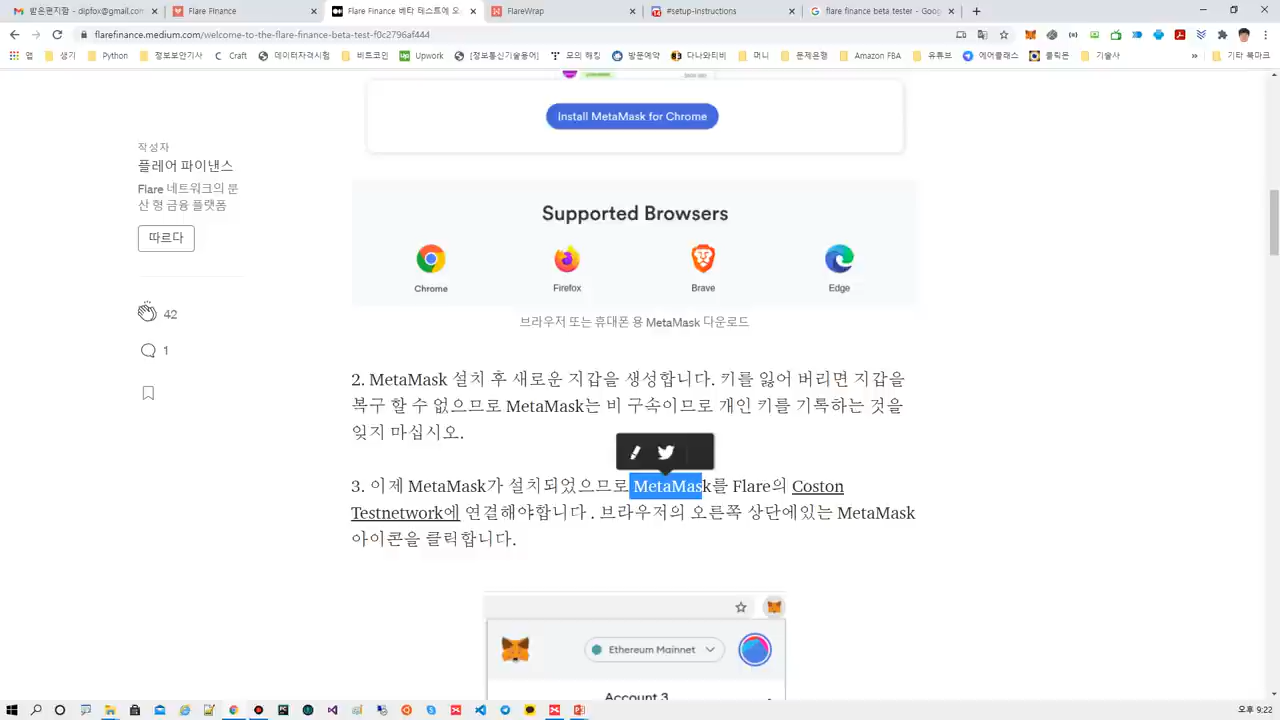 받은편지함 - dipfox@gmail.com
Flare Finance
Flare Finance 베타 테스트에 오
FlareWrap
#setup-instructions
flare finance beta tester - Goog
flarefinance.medium.com/welcome-to-the-flare-finance-beta-test-f0c2796af444
앱
생기
Python
정보보안기사
Craft
데이터자격시험
비트코인
Upwork
[정보통신기술용어]
모의 해킹
방문예약
다나와티비
머니
문제은행
Amazon FBA
유튜브
에어클래스
클릭몬
기술사
»
기타 북마크
Install MetaMask for Chrome
작성자
플레어 파이낸스
Flare 네트워크의 분
산 형 금융 플랫폼
따르다
42
1
Supported Browsers
Chrome
Firefox
Brave
Edge
브라우저 또는 휴대폰 용 MetaMask 다운로드
2. MetaMask 설치 후 새로운 지갑을 생성합니다. 키를 잃어 버리면 지갑을
복구 할 수 없으므로 MetaMask는 비 구속이므로 개인 키를 기록하는 것을
잊지 마십시오.
3. 이제 MetaMask가 설치되었으므로 MetaMask를 Flare의 Coston
Testnetwork에 연결해야합니다 . 브라우저의 오른쪽 상단에있는 MetaMask
아이콘을 클릭합니다.
Ethereum Mainnet
Account 3
오후 9:22